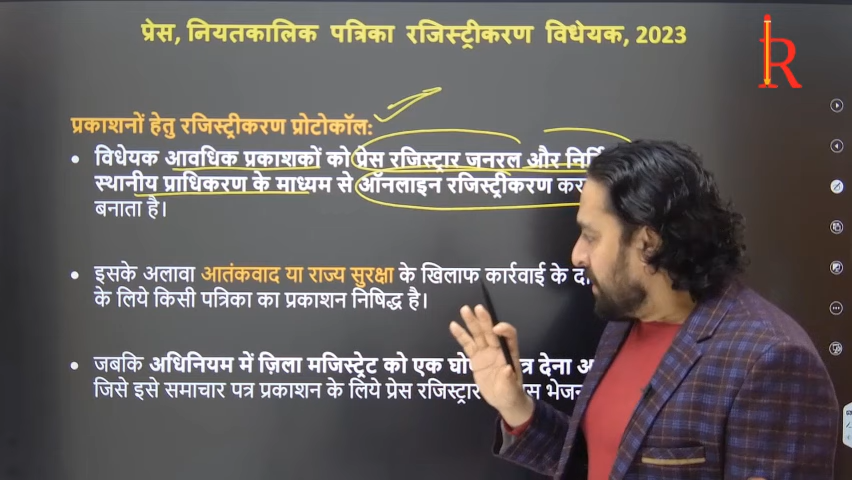 प्रेस, नियतकालिक पत्रिका रजिस्ट्रीकरण विधेयक, 2023
R
प्रकाशनों हेतु रजिस्ट्रीकरण प्रोटोकॉल:
• विधेयक आवधिक प्रकाशकों को प्रेस रजिस्ट्रार जनरल और
स्थानीय प्राधिकरण के माध्यम से ऑनलाइन रजिस्ट्रीकरण
बनाता है।
• इसके अलावा आतंकवाद या राज्य सुरक्षा के खिलाफ कार्रवाई के
के लिये किसी पत्रिका का प्रकाशन निषिद्ध है।
• जबकि अधिनियम में ज़िला मजिस्ट्रेट को एक देना
जिसे इसे समाचार पत्र प्रकाशन के लिये प्रेस रजिस्ट्रार